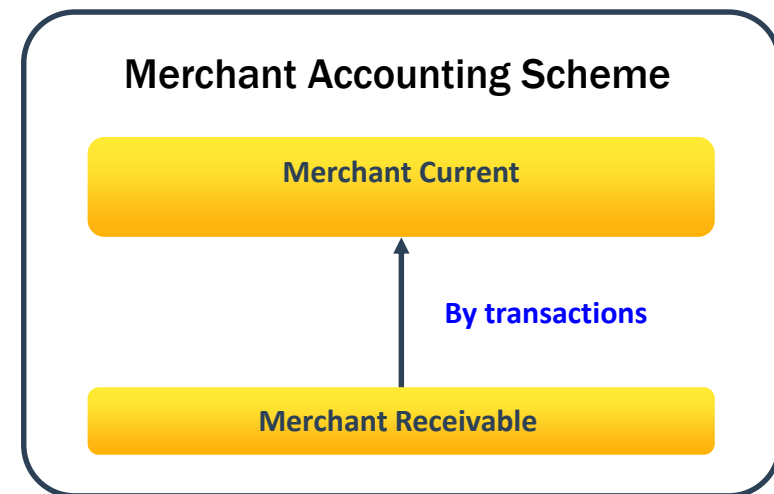 Merchant Accounting Scheme
Merchant Current
By transactions
Merchant Receivable